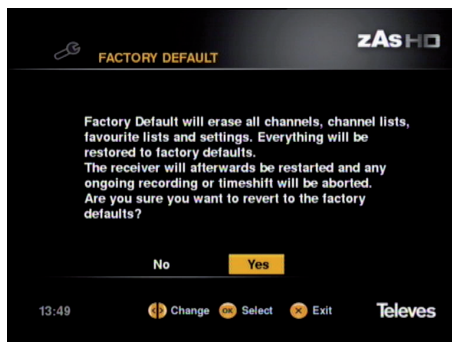 zAs HD
FACTORY DEFAULT
Factory Default will erase all channels, channel lists,
favourite lists and settings. Everything will be
restored to factory defaults.
The receiver will afterwards be restarted and any
ongoing recording or timeshift will be aborted.
Are you sure you want to revert to the factory
defaults?
No Yes
13:49 Change OK Select Exit Televes